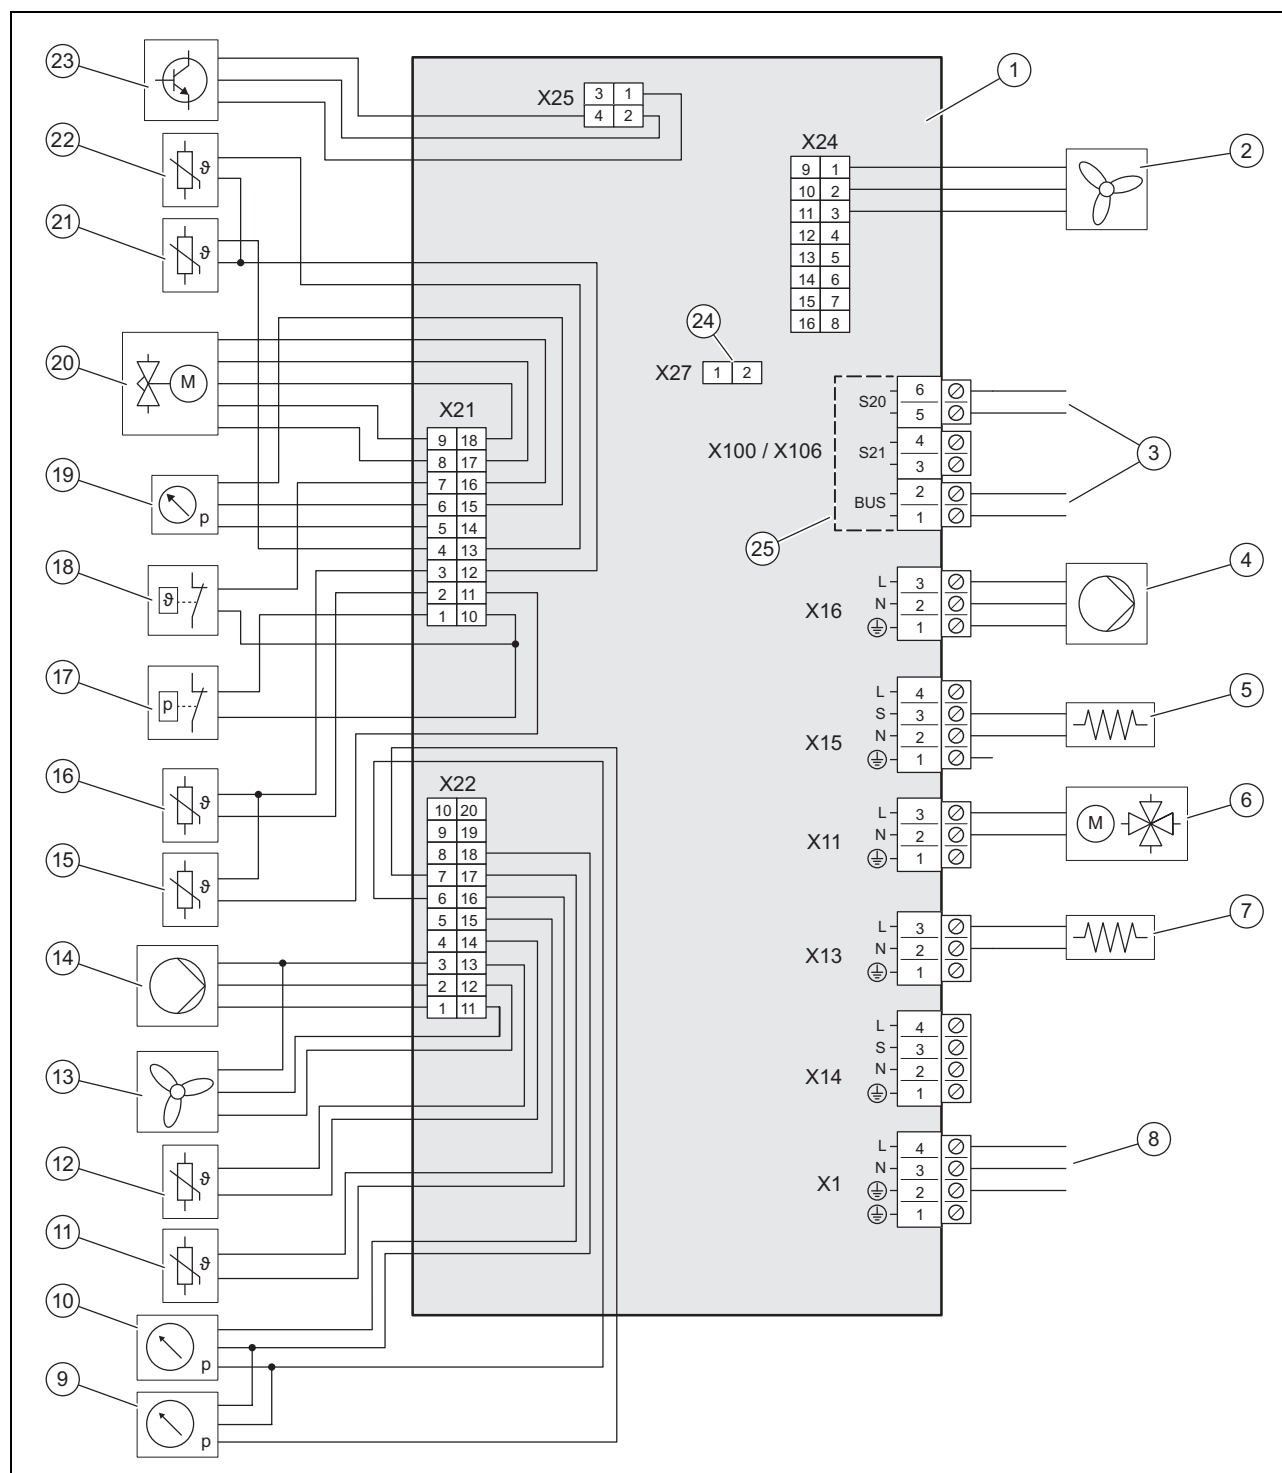 23
X25
3 1
4 2
1
22
X24
9 1
10 2
11 3
12 4
13 5
14 6
15 7
16 8
2
ϑ
21
ϑ
24
X27
1 2
20
M
X21
9 18
8 17
7 16
6 15
5 14
4 13
3 12
2 11
1 10
X100 / X106
S20
6
5
S21
4
3
BUS
2
1
3
25
19
p
18
ϑ
X16
L 3
N 2
1
4
17
p
X15
L 4
S 3
N 2
1
5
16
ϑ
X22
10 20
9 19
8 18
7 17
6 16
5 15
4 14
3 13
2 12
1 11
X11
L 3
N 2
1
M
6
15
ϑ
X13
L 3
N 2
1
7
14
X14
L 4
S 3
N 2
1
13
12
ϑ
X1
L 4
N 3
2
1
8
11
ϑ
10
p
9
p